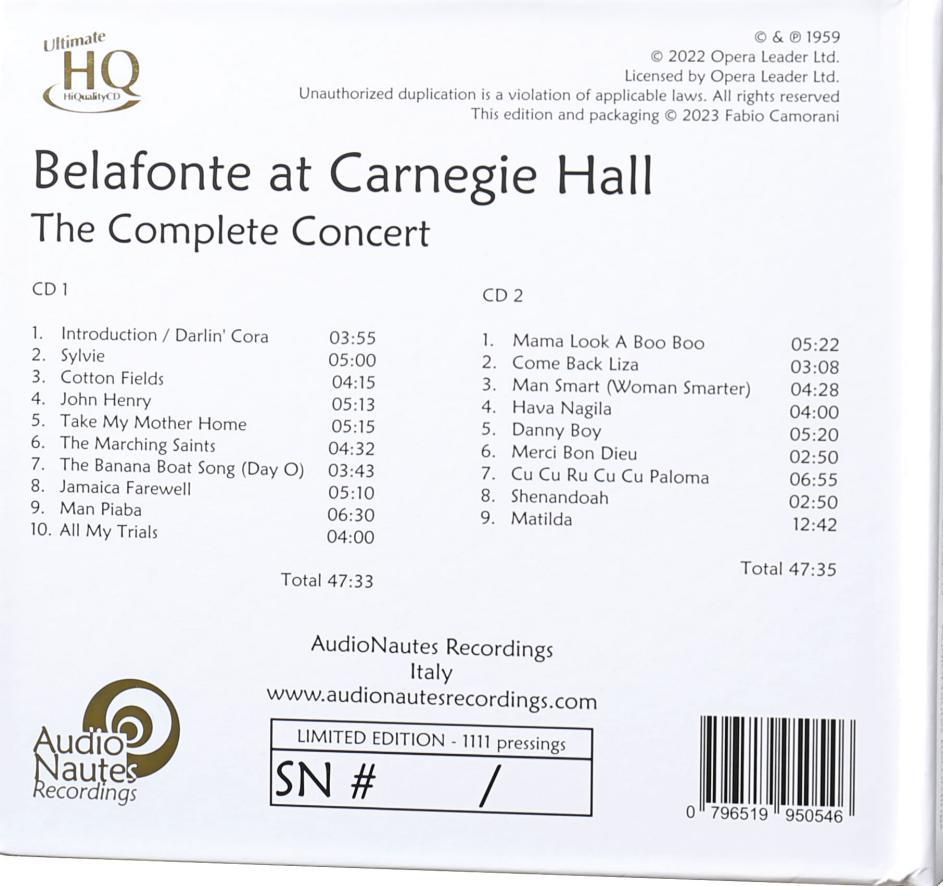 Ultimate
HQ
HiQualityCD
© & ℗ 1959
© 2022 Opera Leader Ltd.
Licensed by Opera Leader Ltd.
Unauthorized duplication is a violation of applicable laws. All rights reserved
This edition and packaging © 2023 Fabio Camorani
Belafonte at Carnegie Hall
The Complete Concert
CD 1
1. Introduction / Darlin' Cora 03:55
2. Sylvie 05:00
3. Cotton Fields 04:15
4. John Henry 05:13
5. Take My Mother Home 05:15
6. The Marching Saints 04:32
7. The Banana Boat Song (Day O) 03:43
8. Jamaica Farewell 05:10
9. Man Piaba 06:30
10. All My Trials 04:00
Total 47:33
CD 2
1. Mama Look A Boo Boo 05:22
2. Come Back Liza 03:08
3. Man Smart (Woman Smarter) 04:28
4. Hava Nagila 04:00
5. Danny Boy 05:20
6. Merci Bon Dieu 02:50
7. Cu Cu Ru Cu Cu Paloma 06:55
8. Shenandoah 02:50
9. Matilda 12:42
Total 47:35
AudioNautes Recordings
Italy
www.audionautesrecordings.com
Audio
Nautes
Recordings
LIMITED EDITION - 1111 pressings
SN # /
0 796519 950546